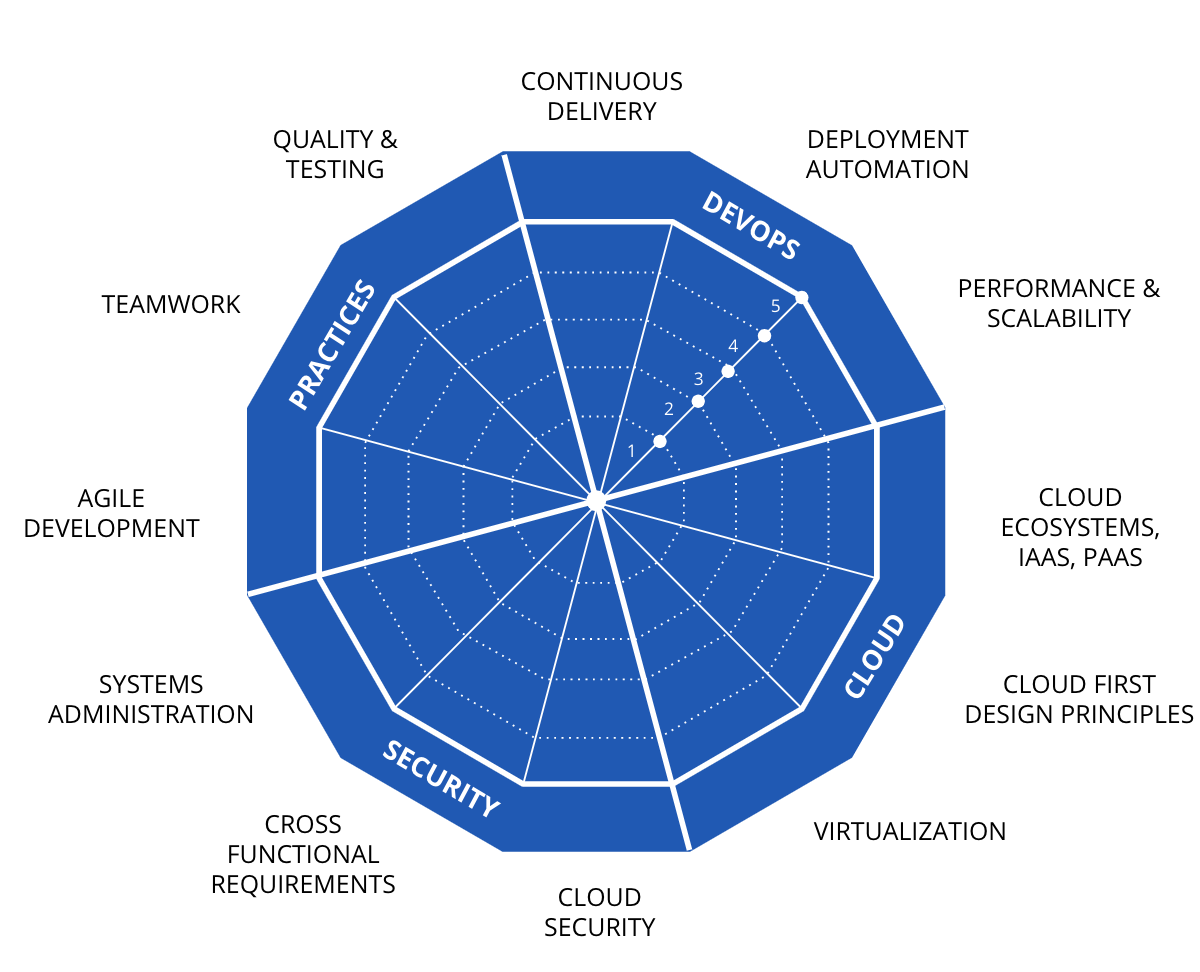 CONTINUOUS
DELIVERY
QUALITY &
TESTING
DEPLOYMENT
AUTOMATION
DEVOPS
TEAMWORK
PRACTICES
PERFORMANCE &
SCALABILITY
5
4
3
2
1
AGILE
DEVELOPMENT
CLOUD
ECOSYSTEMS,
IAAS, PAAS
CLOUD
SYSTEMS
ADMINISTRATION
CLOUD FIRST
DESIGN PRINCIPLES
SECURITY
CROSS
FUNCTIONAL
REQUIREMENTS
VIRTUALIZATION
CLOUD
SECURITY